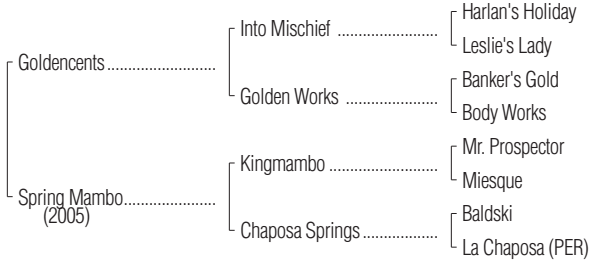 Harlan's Holiday
Into Mischief ........................
Leslie's Lady
Goldencents..........................
Banker's Gold
Golden Works ......................
Body Works
Mr. Prospector
Kingmambo ..........................
Miesque
Spring Mambo......................
(2005)
Baldski
Chaposa Springs ..................
La Chaposa (PER)